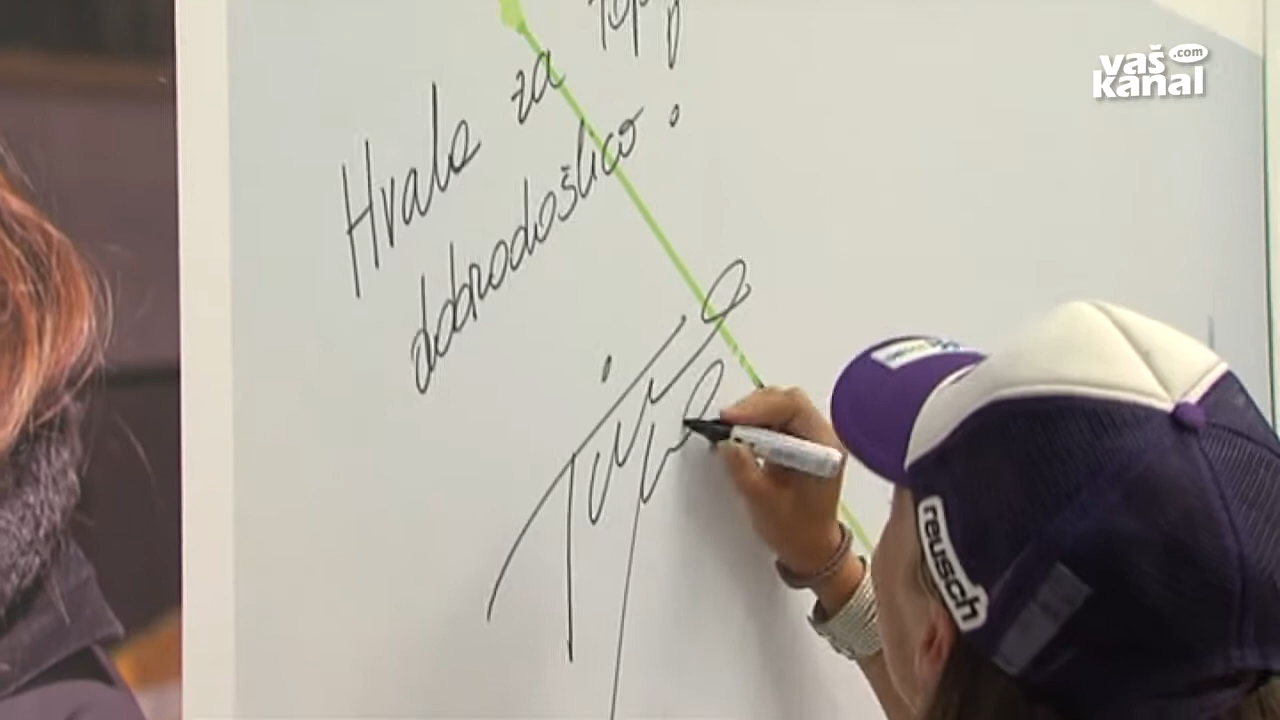 vaš .com
kanal
Hvala za
dobrodošlico!
reusch